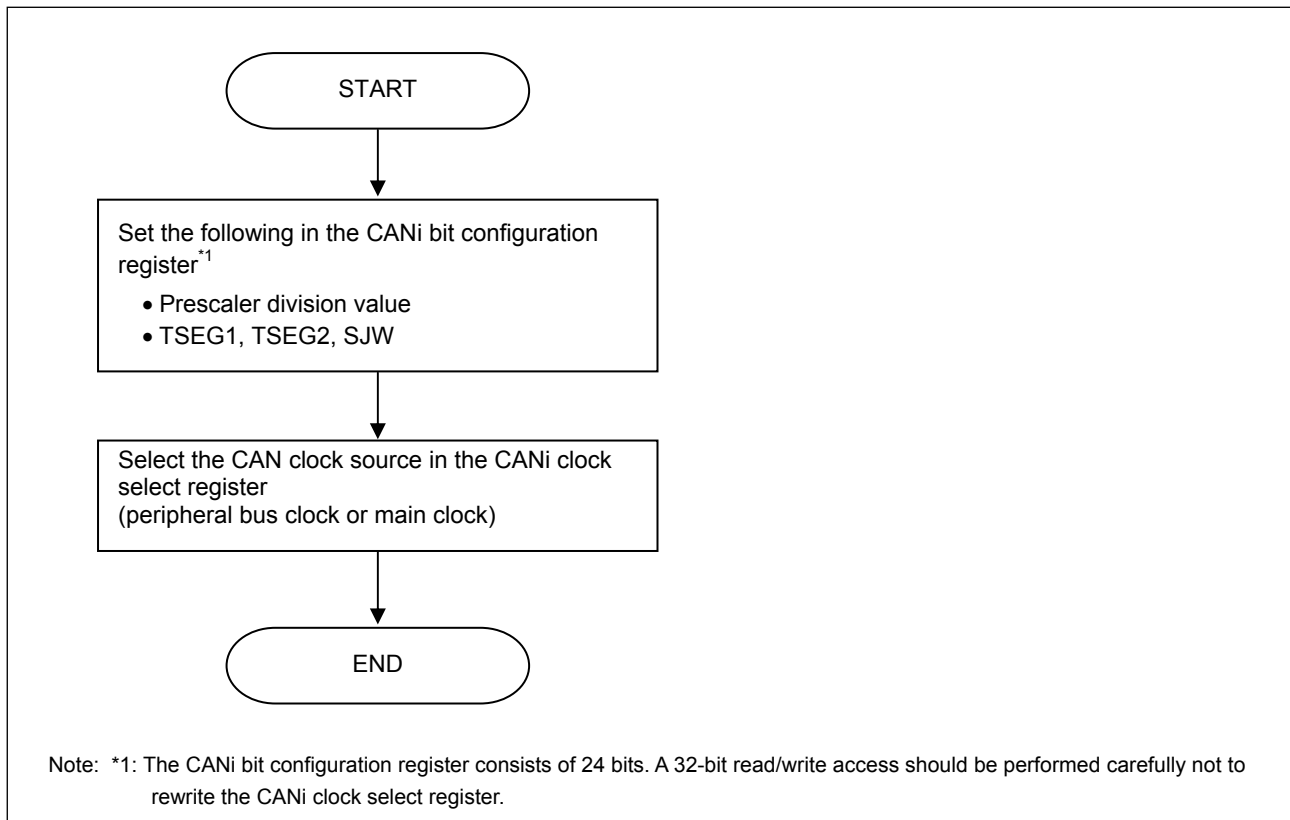 START
Set the following in the CANi bit configuration
register*1
• Prescaler division value
• TSEG1, TSEG2, SJW
Select the CAN clock source in the CANi clock
select register
(peripheral bus clock or main clock)
END
Note: *1: The CANi bit configuration register consists of 24 bits. A 32-bit read/write access should be performed carefully not to
rewrite the CANi clock select register.